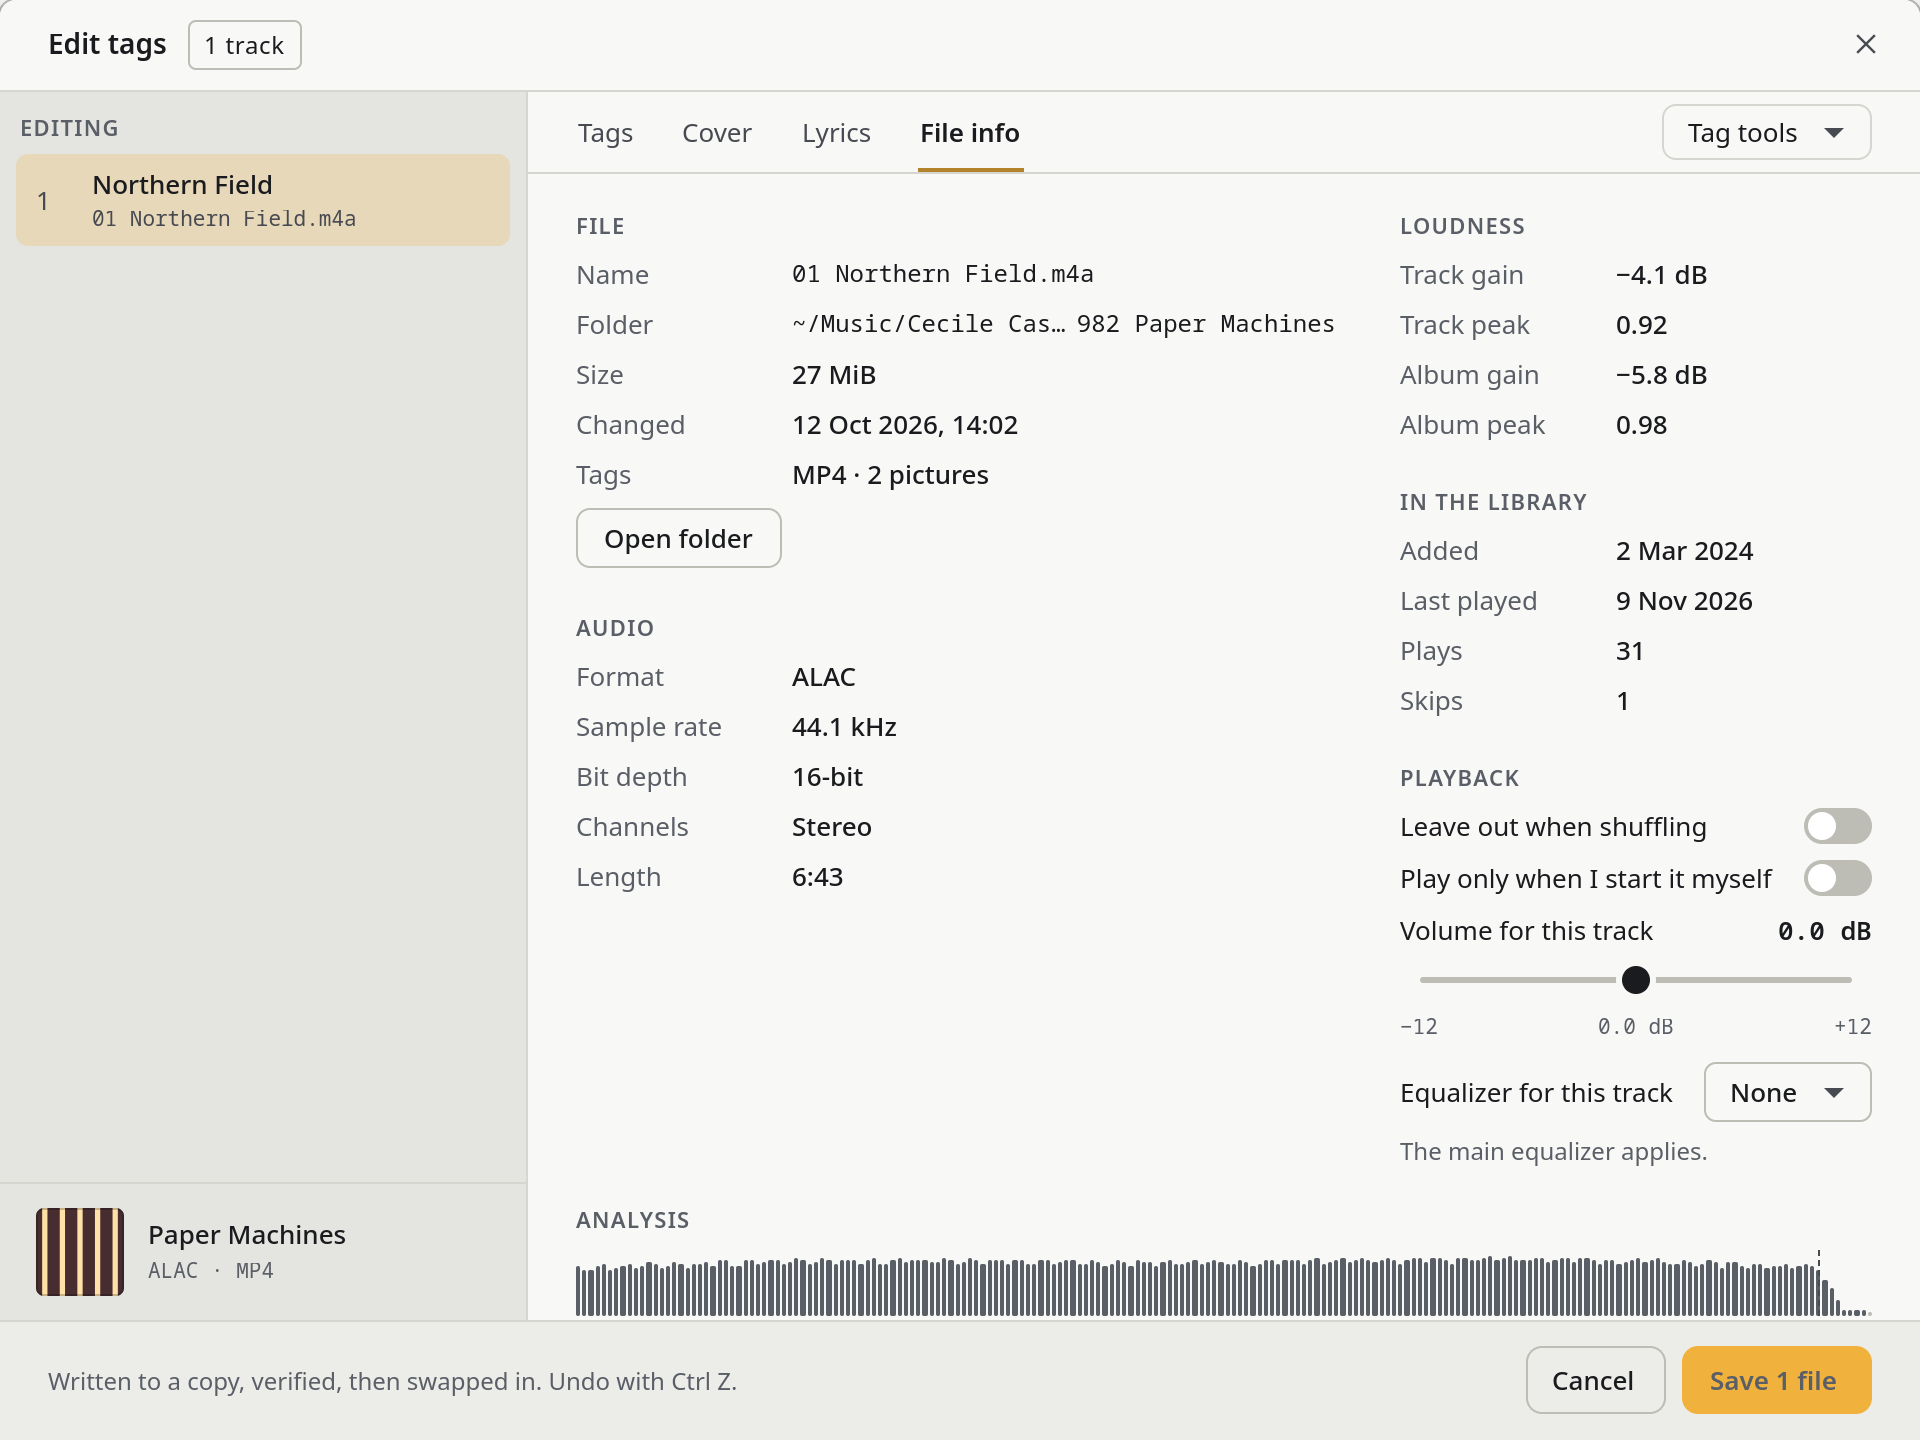 Edit tags
1 track
EDITING
1
Northern Field
01 Northern Field.m4a
Paper Machines
ALAC · MP4
Tags
Cover
Lyrics
File info
Tag tools
FILE
Name 01 Northern Field.m4a
Folder ~/Music/Cecile Cas… 982 Paper Machines
Size 27 MiB
Changed 12 Oct 2026, 14:02
Tags MP4 · 2 pictures
Open folder
AUDIO
Format ALAC
Sample rate 44.1 kHz
Bit depth 16-bit
Channels Stereo
Length 6:43
LOUDNESS
Track gain −4.1 dB
Track peak 0.92
Album gain −5.8 dB
Album peak 0.98
IN THE LIBRARY
Added 2 Mar 2024
Last played 9 Nov 2026
Plays 31
Skips 1
PLAYBACK
Leave out when shuffling
Play only when I start it myself
Volume for this track 0.0 dB
−12 0.0 dB +12
Equalizer for this track None
The main equalizer applies.
ANALYSIS
Written to a copy, verified, then swapped in. Undo with Ctrl Z.
Cancel
Save 1 file